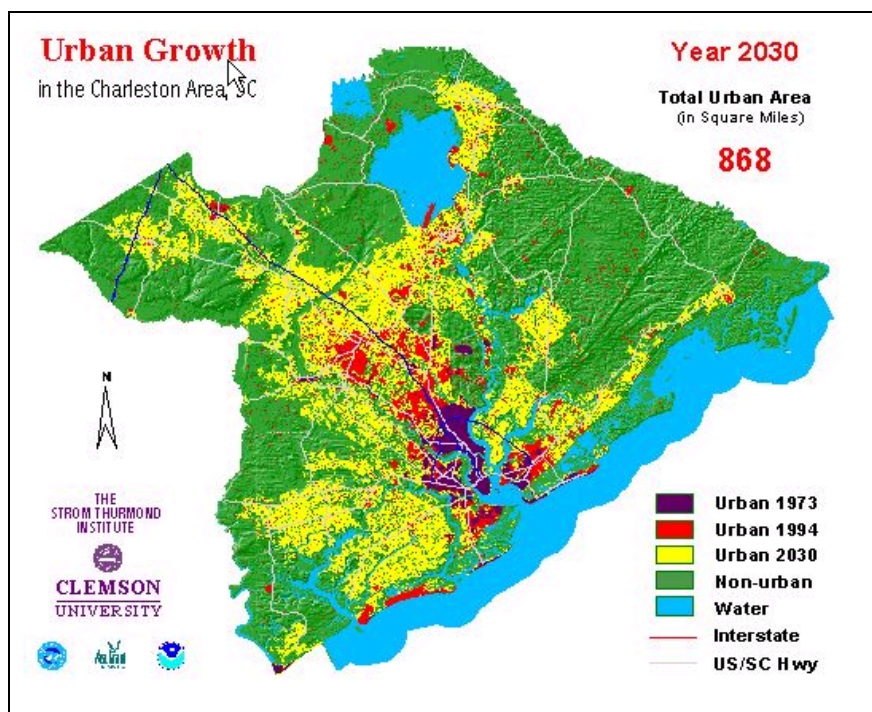 Urban Growth
in the Charleston Area, SC
Year 2030
Total Urban Area
(in Square Miles)
868
N
THE
STROM THURMOND
INSTITUTE
CLEMSON
UNIVERSITY
Urban 1973
Urban 1994
Urban 2030
Non-urban
Water
Interstate
US/SC Hwy